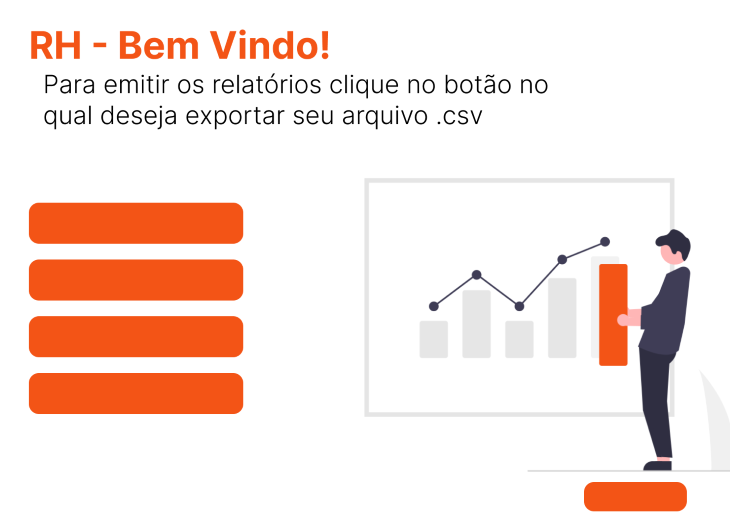 RH - Bem Vindo!
Para emitir os relatórios clique no botão no
qual deseja exportar seu arquivo .csv